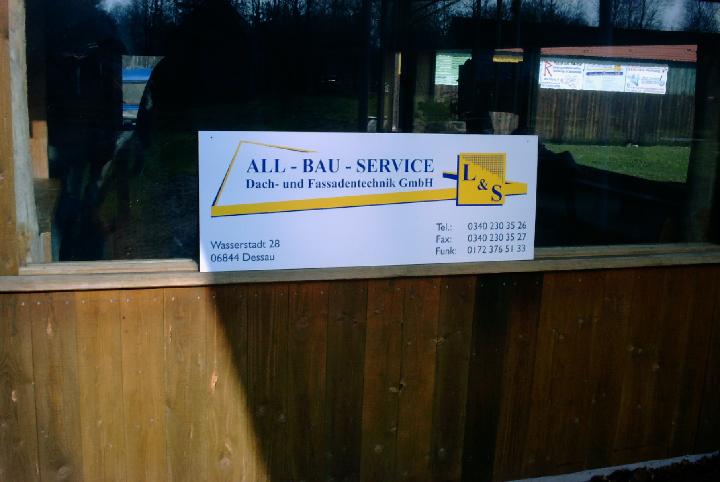 ALL - BAU - SERVICE
Dach- und Fassadentechnik GmbH
L & S
Wasserstadt 28
06844 Dessau
Tel.: 0340 230 35 26
Fax: 0340 230 35 27
Funk: 0172 376 51 33
R